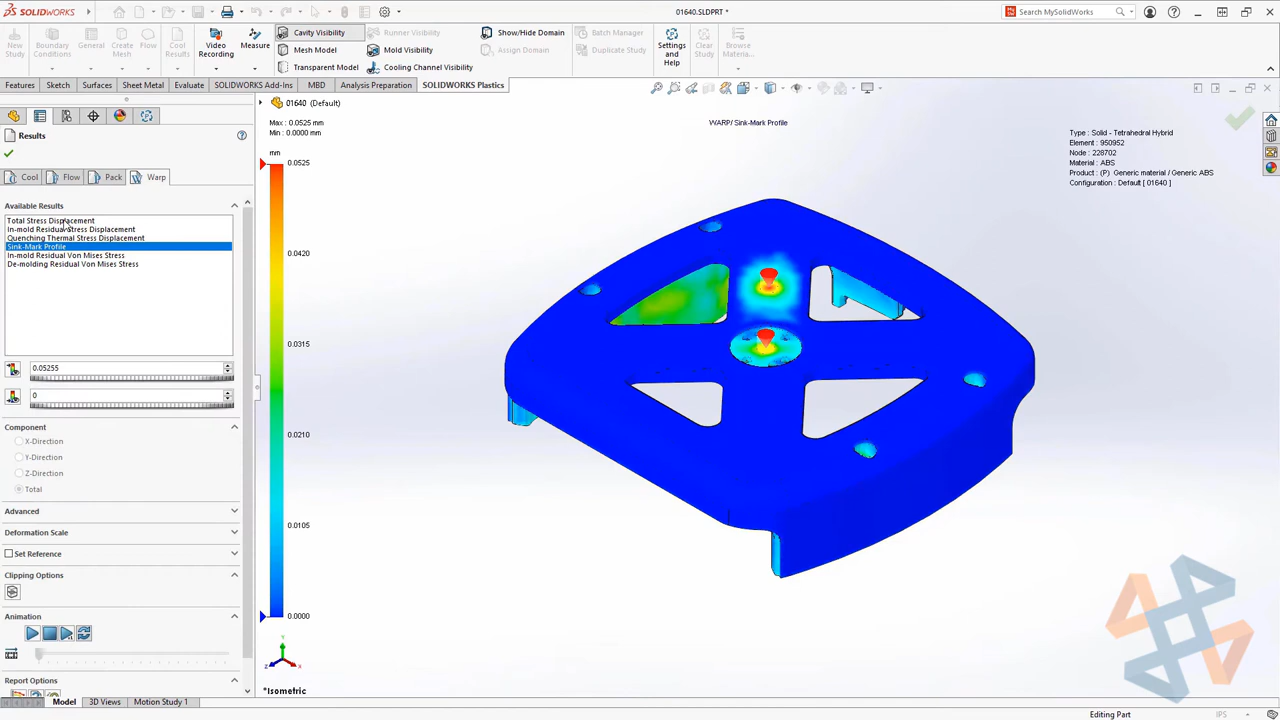 SOLIDWORKS
01640.SLDPRT *
Search MySolidWorks
New Study
Boundary Conditions
General
Create Mesh
Flow
Cool Results
Video Recording
Measure
Cavity Visibility
Mesh Model
Transparent Model
Runner Visibility
Mold Visibility
Cooling Channel Visibility
Show/Hide Domain
Assign Domain
Batch Manager
Duplicate Study
Settings and Help
Clear Study
Browse Materials
Features
Sketch
Surfaces
Sheet Metal
Evaluate
SOLIDWORKS Add-Ins
MBD
Analysis Preparation
SOLIDWORKS Plastics
Results
Cool
Flow
Pack
Warp
Available Results
Total Stress Displacement
In-mold Residual Stress Displacement
Quenching Thermal Stress Displacement
Sink-Mark Profile
In-mold Residual Von Mises Stress
De-molding Residual Von Mises Stress
0.05255
0
Component
X-Direction
Y-Direction
Z-Direction
Total
Advanced
Deformation Scale
Set Reference
Clipping Options
Animation
Report Options
01640 (Default)
Max : 0.0525 mm
Min : 0.0000 mm
mm
0.0525
0.0420
0.0315
0.0210
0.0105
0.0000
WARP/ Sink-Mark Profile
Type : Solid - Tetrahedral Hybrid
Element : 950952
Node : 228702
Material : ABS
Product : (P) Generic material / Generic ABS
Configuration : Default [ 01640 ]
Y
Z
X
*Isometric
Model
3D Views
Motion Study 1
Editing Part
IPS